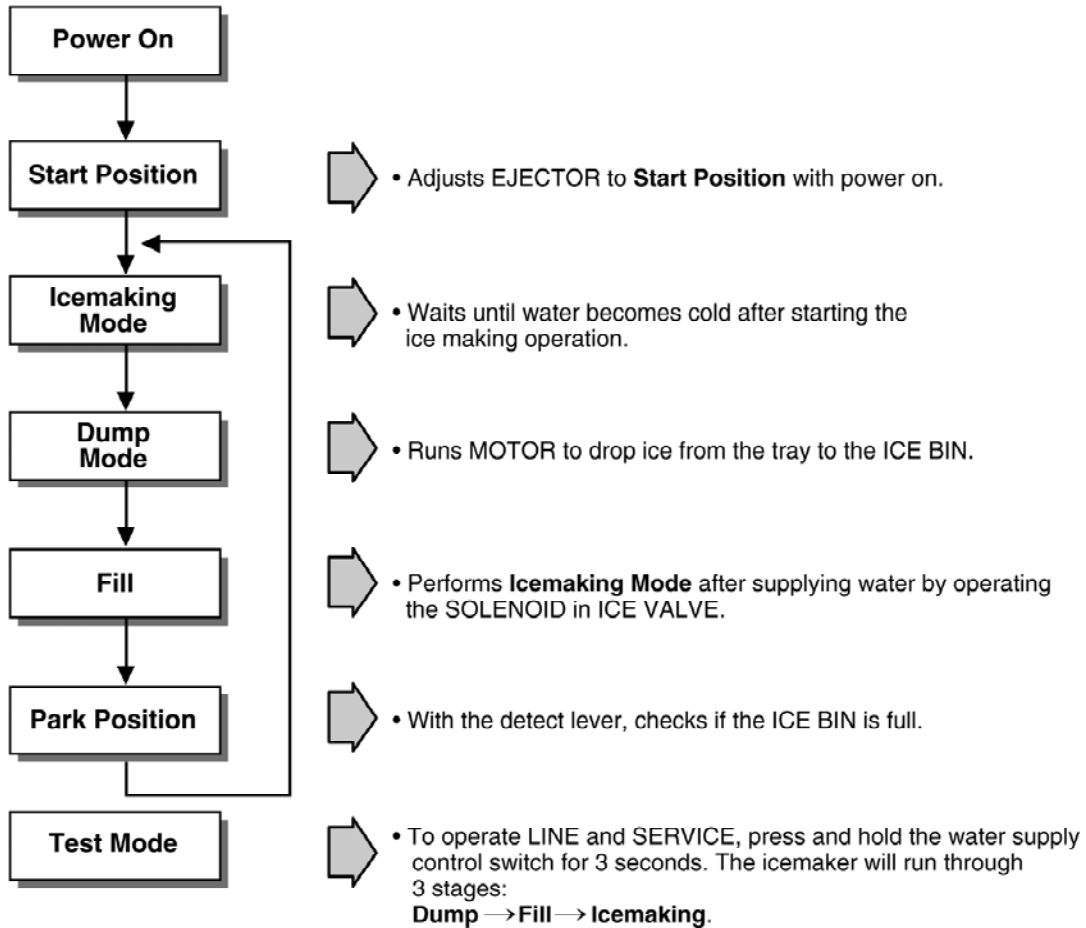 Power On
Start Position
• Adjusts EJECTOR to Start Position with power on.
Icemaking
Mode
• Waits until water becomes cold after starting the
ice making operation.
Dump
Mode
• Runs MOTOR to drop ice from the tray to the ICE BIN.
Fill
• Performs Icemaking Mode after supplying water by operating
the SOLENOID in ICE VALVE.
Park Position
• With the detect lever, checks if the ICE BIN is full.
Test Mode
• To operate LINE and SERVICE, press and hold the water supply
control switch for 3 seconds. The icemaker will run through
3 stages:
Dump → Fill → Icemaking.